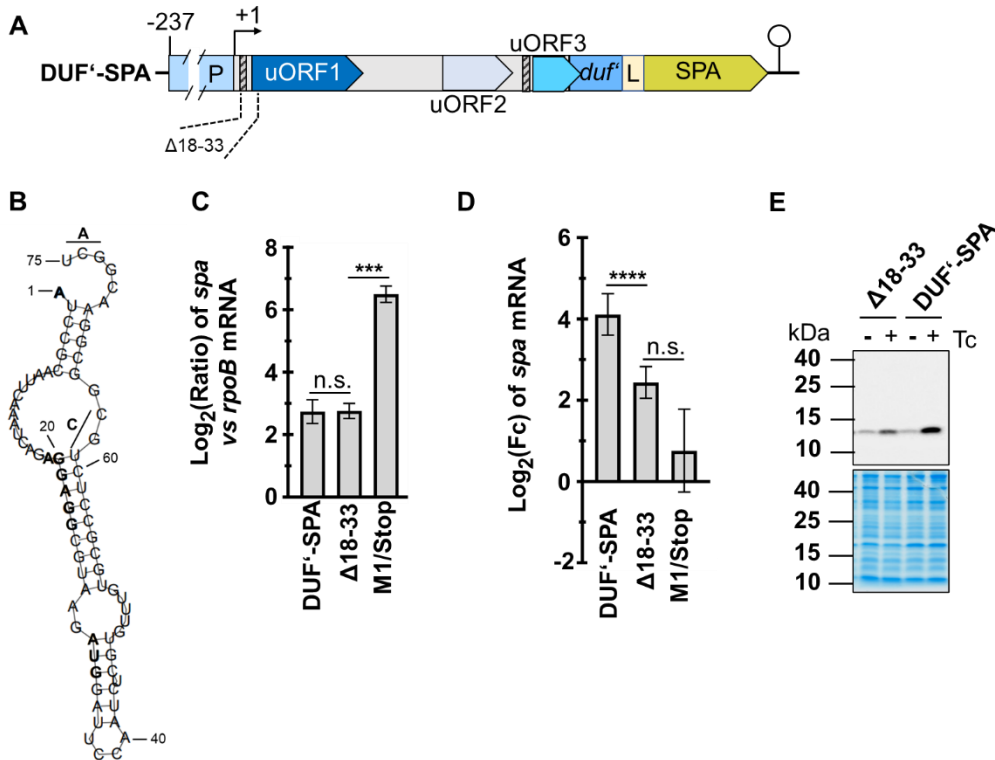 A
-237
+1
DUF‘-SPA
P
uORF1
uORF2
uORF3
duf‘
L
SPA
Δ18-33
B
A
75
U C G G C A
1
A
20
C
60
40
C
Log2(Ratio) of spa
vs rpoB mRNA
8
6
4
2
0
n.s.
***
DUF‘-SPA
Δ18-33
M1/Stop
D
Log2(Fc) of spa mRNA
6
4
2
0
-2
****
n.s.
DUF‘-SPA
Δ18-33
M1/Stop
E
Δ18-33
DUF‘-SPA
kDa
- + - + Tc
40
25
15
10
40
25
15
10